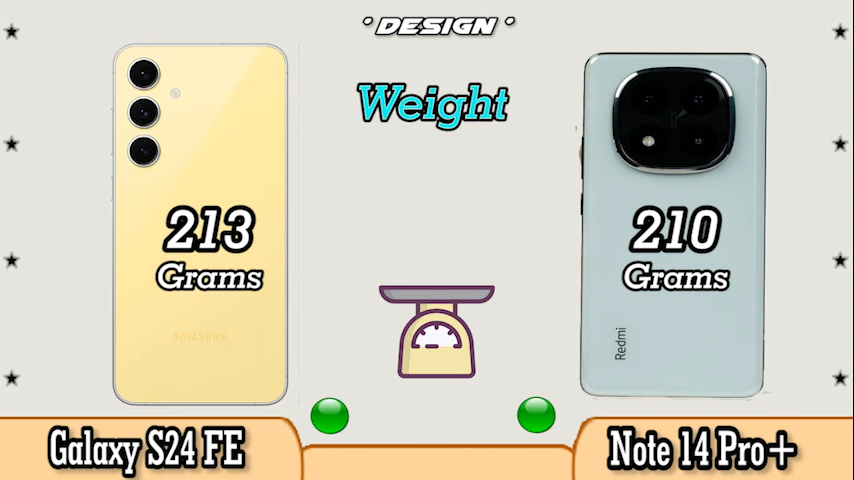 ° DESIGN °
Weight
213
Grams
SAMSUNG
210
Grams
Redmi
Galaxy S24 FE
Note 14 Pro+